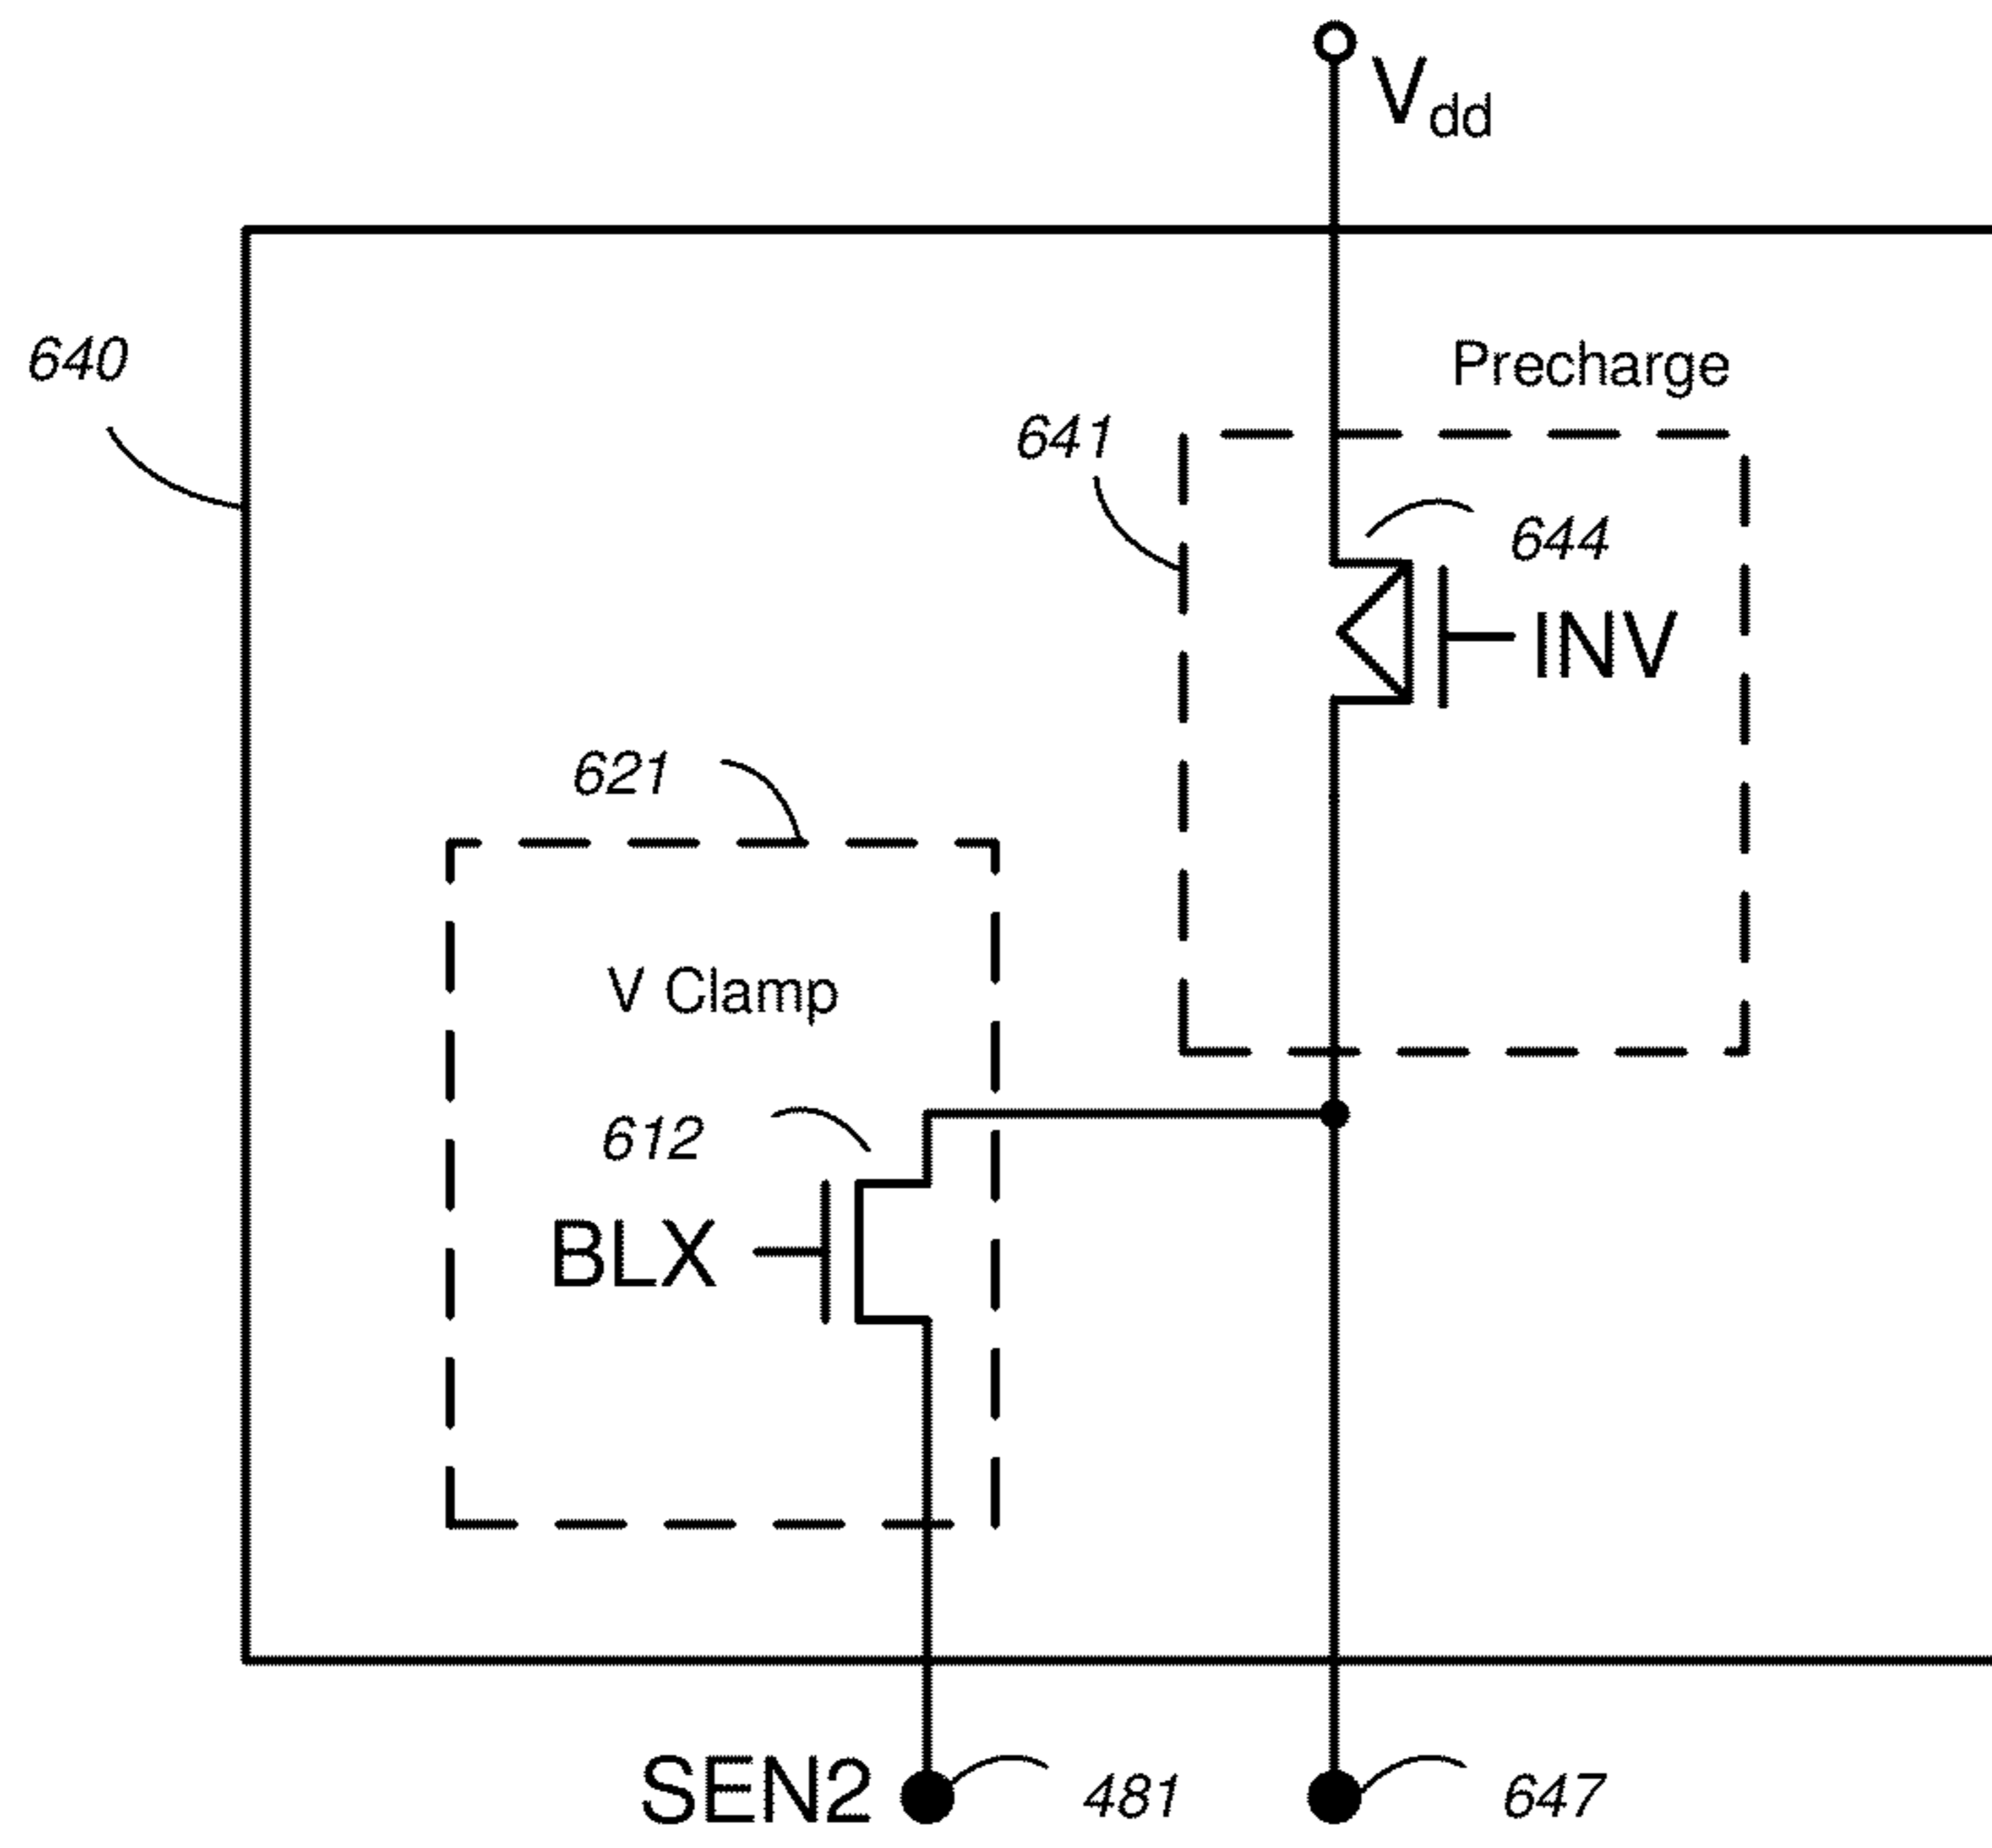 Vdd
640
Precharge
641
644
INV
621
V Clamp
612
BLX
SEN2
481
647